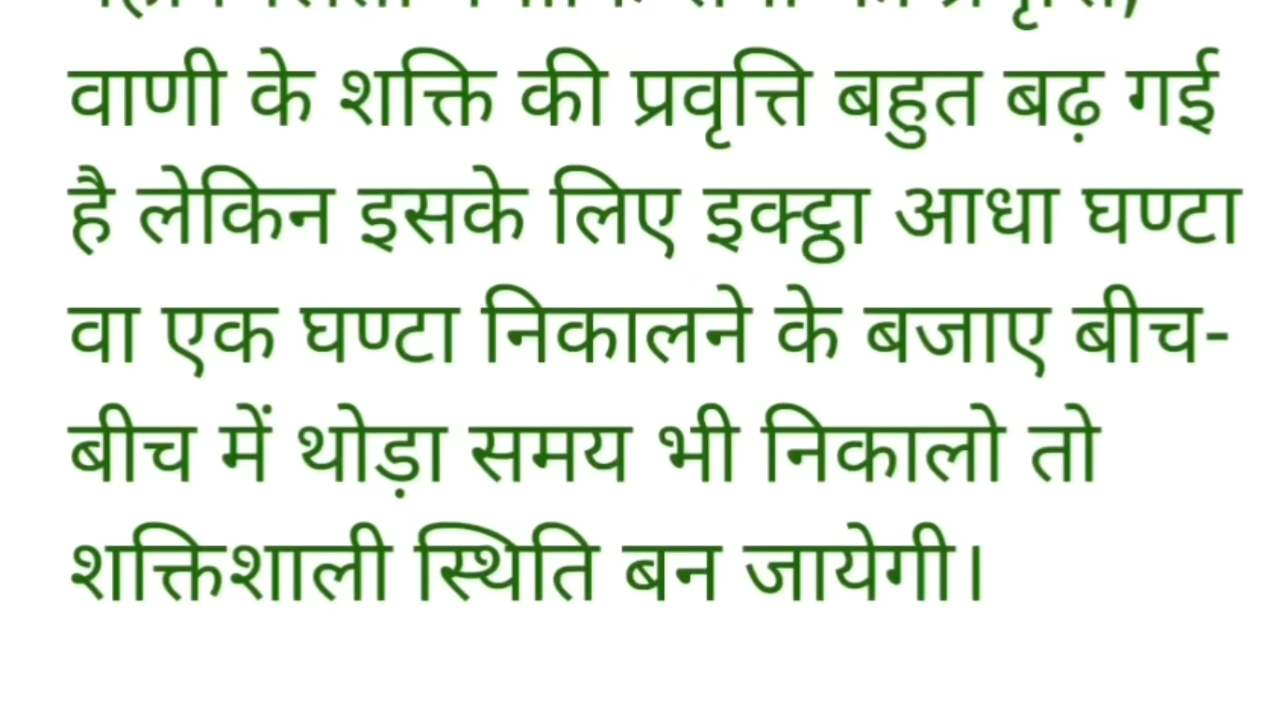 वाणी के शक्ति की प्रवृत्ति बहुत बढ़ गई
है लेकिन इसके लिए इक्ट्ठा आधा घण्टा
वा एक घण्टा निकालने के बजाए बीच-
बीच में थोड़ा समय भी निकालो तो
शक्तिशाली स्थिति बन जायेगी।